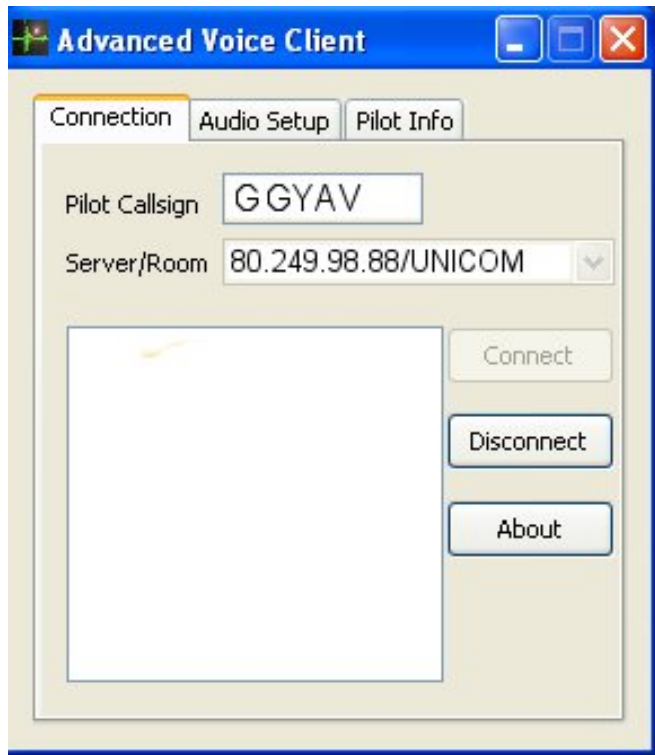 Advanced Voice Client
Connection Audio Setup Pilot Info
Pilot Callsign GGYAV
Server/Room 80.249.98.88/UNICOM
Connect
Disconnect
About